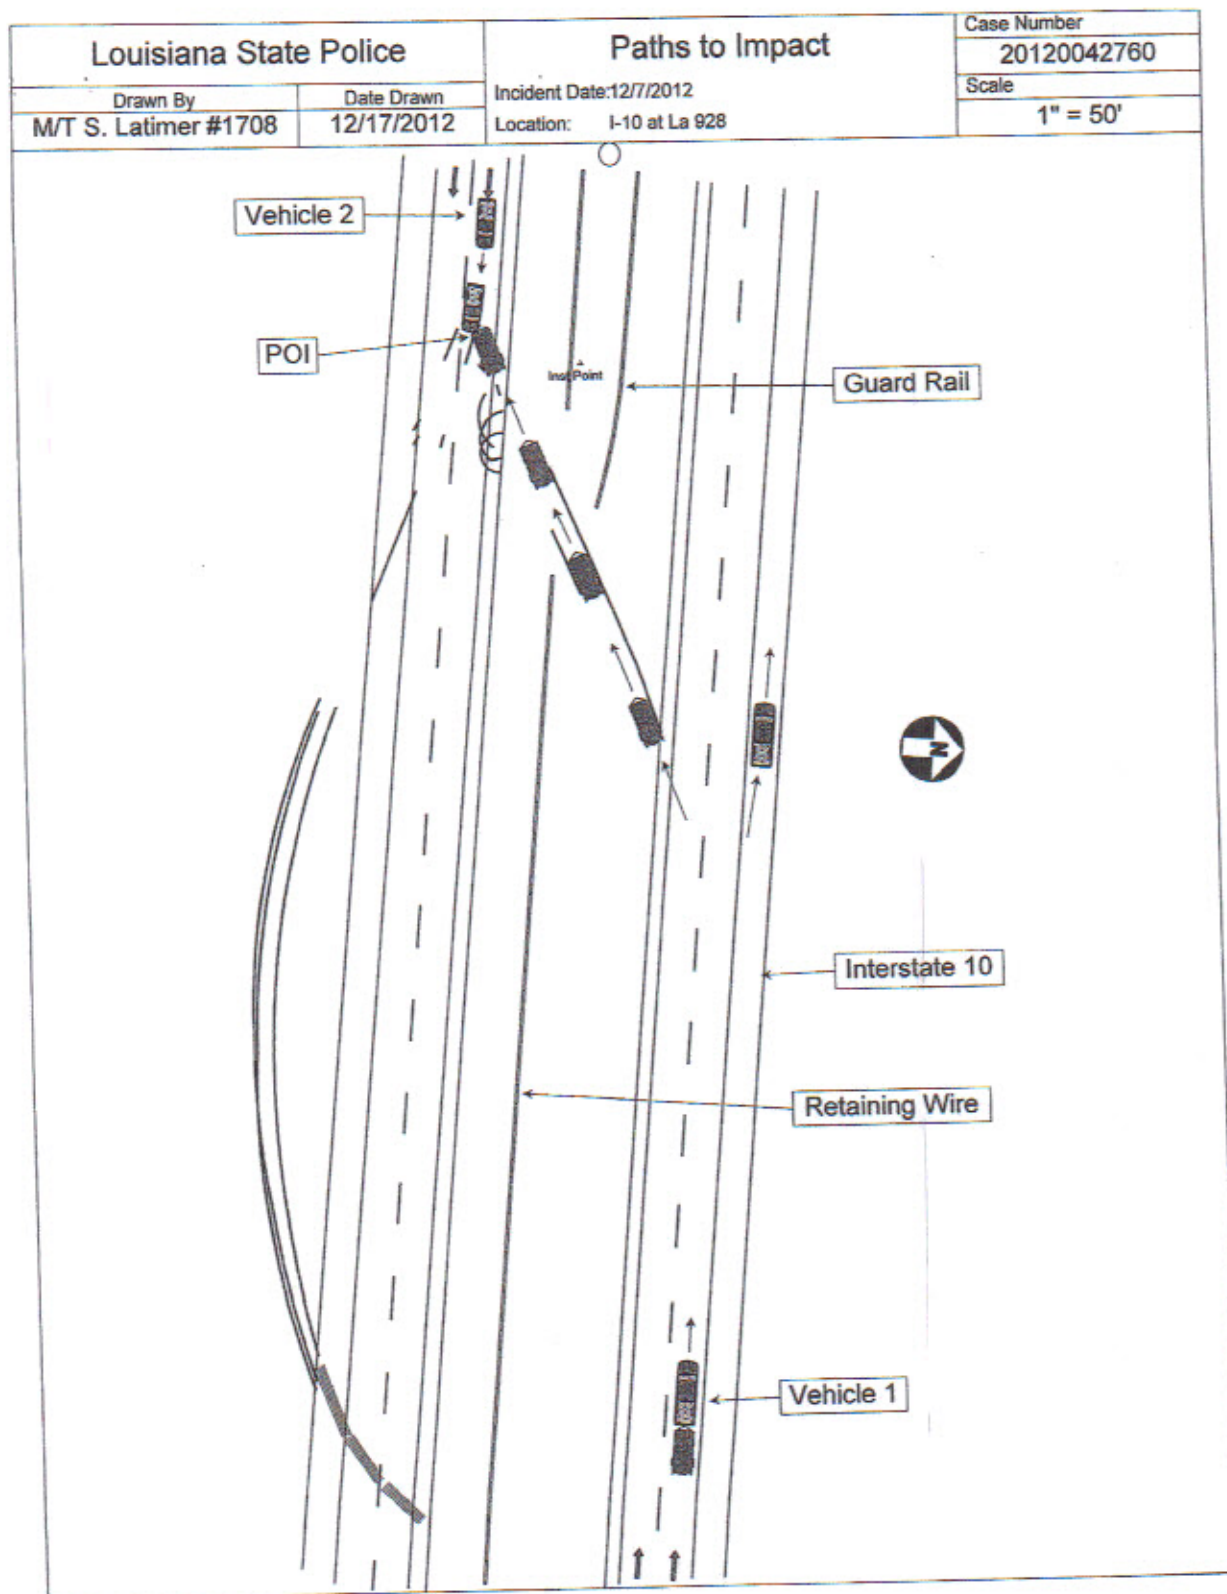 Louisiana State Police
Paths to Impact
Case Number
20120042760
Drawn By
Date Drawn
Incident Date:12/7/2012
Scale
M/T S. Latimer #1708
12/17/2012
Location: I-10 at La 928
1" = 50'
Vehicle 2
POI
Inst Point
Guard Rail
N
Interstate 10
Retaining Wire
Vehicle 1